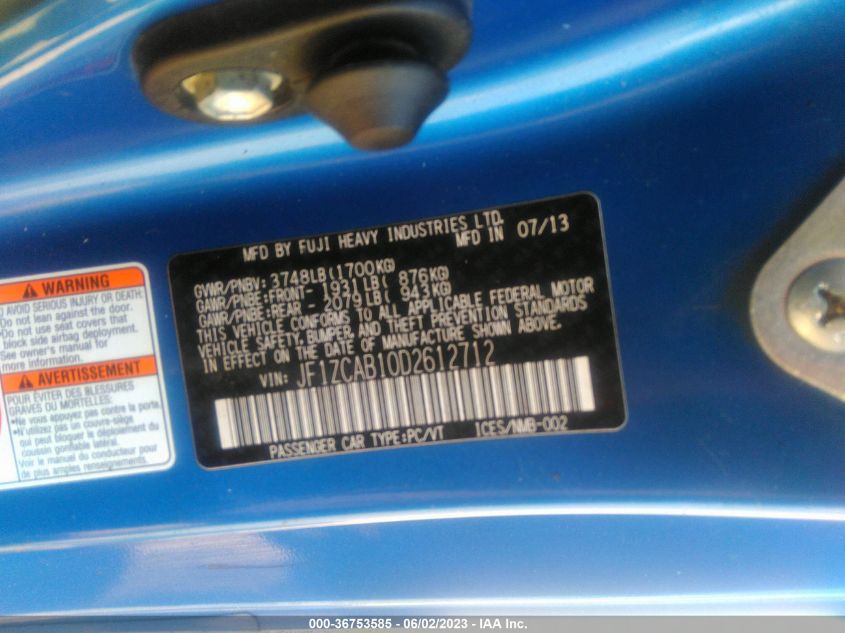 MFD BY FUJI HEAVY INDUSTRIES LTD.
MFD IN 07/13
GVWR/PNBV: 3748LB(1700KG)
GAWR/PNBE:FRONT- 1931LB( 876KG)
GAWR/PNBE:REAR - 2079LB( 943KG)
THIS VEHICLE CONFORMS TO ALL APPLICABLE FEDERAL MOTOR
VEHICLE SAFETY, BUMPER, AND THEFT PREVENTION STANDARDS
IN EFFECT ON THE DATE OF MANUFACTURE SHOWN ABOVE.
VIN: JF1ZCAB10D2612712
PASSENGER CAR TYPE:PC/VT ICES/NMB-002
WARNING
TO AVOID SERIOUS INJURY OR DEATH:
Do not lean against the door.
Do not use seat covers that
block side airbag deployment.
See owner's manual for
more information.
AVERTISSEMENT
POUR ÉVITER DES BLESSURES
GRAVES OU MORTELLES:
•Ne vous appuyez pas contre la porte.
•N'utilisez pas un couvre-siège
qui peut bloquer le déploiement du
coussin gonflable latéral.
Voir le manuel du conducteur pour
de plus amples renseignements.
000-36753585 - 06/02/2023 - IAA Inc.